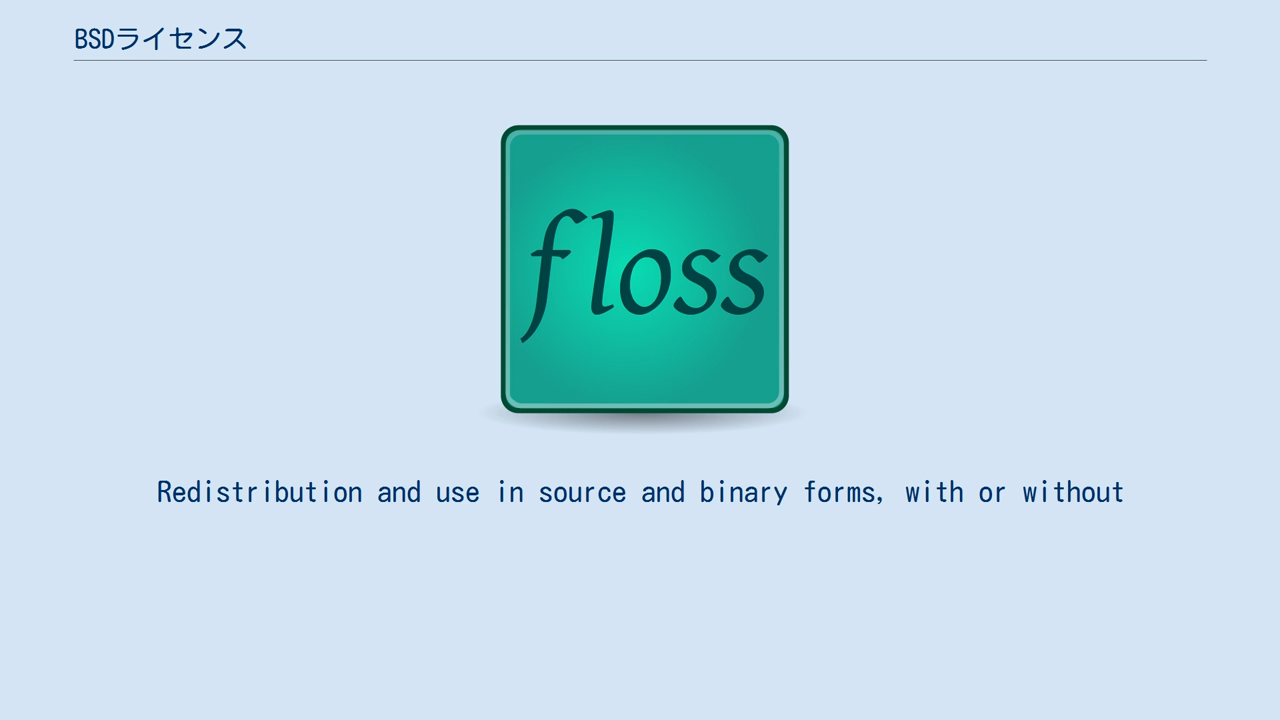 BSDライセンス
floss
Redistribution and use in source and binary forms, with or without